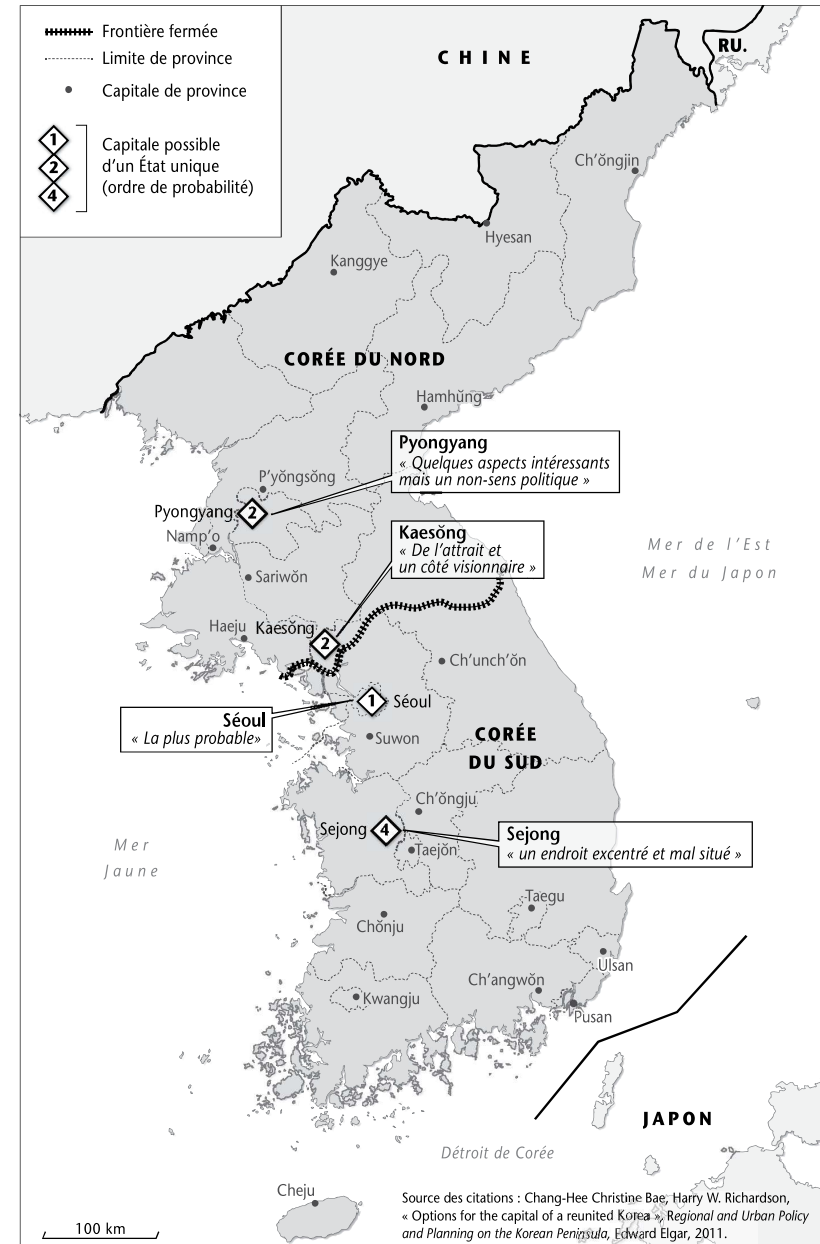 Frontière fermée
Limite de province
Capitale de province
1
2
4
Capitale possible
d'un État unique
(ordre de probabilité)
CHINE
RU.
Ch'ŏngjin
Hyesan
Kanggye
CORÉE DU NORD
Hamhŭng
Pyongyang
« Quelques aspects intéressants
mais un non-sens politique »
P'yŏngsŏng
Pyongyang
2
Namp'o
Kaesŏng
« De l'attrait et
un côté visionnaire »
Mer de l'Est
Mer du Japon
Sariwŏn
Haeju
Kaesŏng
2
Ch'unch'ŏn
1
Séoul
Séoul
« La plus probable»
Suwon
CORÉE
DU SUD
Ch'ŏngju
Sejong
4
Sejong
« un endroit excentré et mal situé »
Taejŏn
Mer
Jaune
Taegu
Chŏnju
Ulsan
Ch'angwŏn
Kwangju
Pusan
JAPON
Détroit de Corée
Cheju
100 km
Source des citations : Chang-Hee Christine Bae, Harry W. Richardson,
« Options for the capital of a reunited Korea », Regional and Urban Policy
and Planning on the Korean Peninsula, Edward Elgar, 2011.